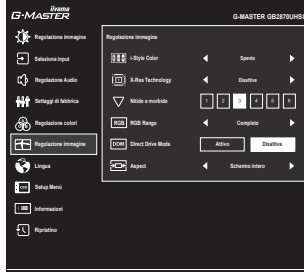 iiyama
G-MASTER
G-MASTER GB2870UHSU
Regolazione immagine
Selezione input
Regolazione Audio
Settaggi di fabbrica
Regolazione colori
Regolazione immagine
Lingua
Setup Menù
Informazioni
Ripristino
Regolazione immagine
i-Style Color Spento
X-Res Technology Disattiva
Nitido e morbido 1 2 3 4 5 6
RGB RGB Range Completo
DDM Direct Drive Mode Attivo Disattiva
Aspect Schermo intero